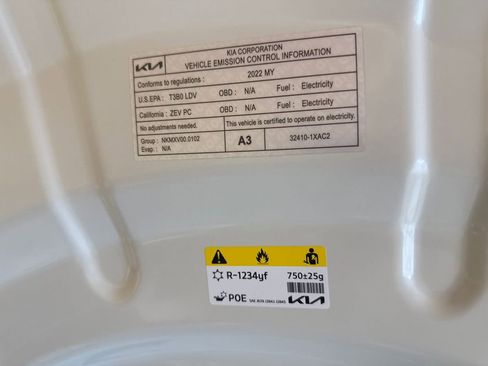 KIA KIA CORPORATION
VEHICLE EMISSION CONTROL INFORMATION
Conforms to regulations : 2022 MY
U.S.EPA : T3B0 LDV OBD : N/A Fuel : Electricity
California : ZEV PC OBD : N/A Fuel : Electricity
No adjustments needed. This vehicle is certified to operate on electricity.
Group : NKMXV00.0102 A3 32410-1XAC2
Evap. : N/A
R-1234yf 750±25g
POE KIA